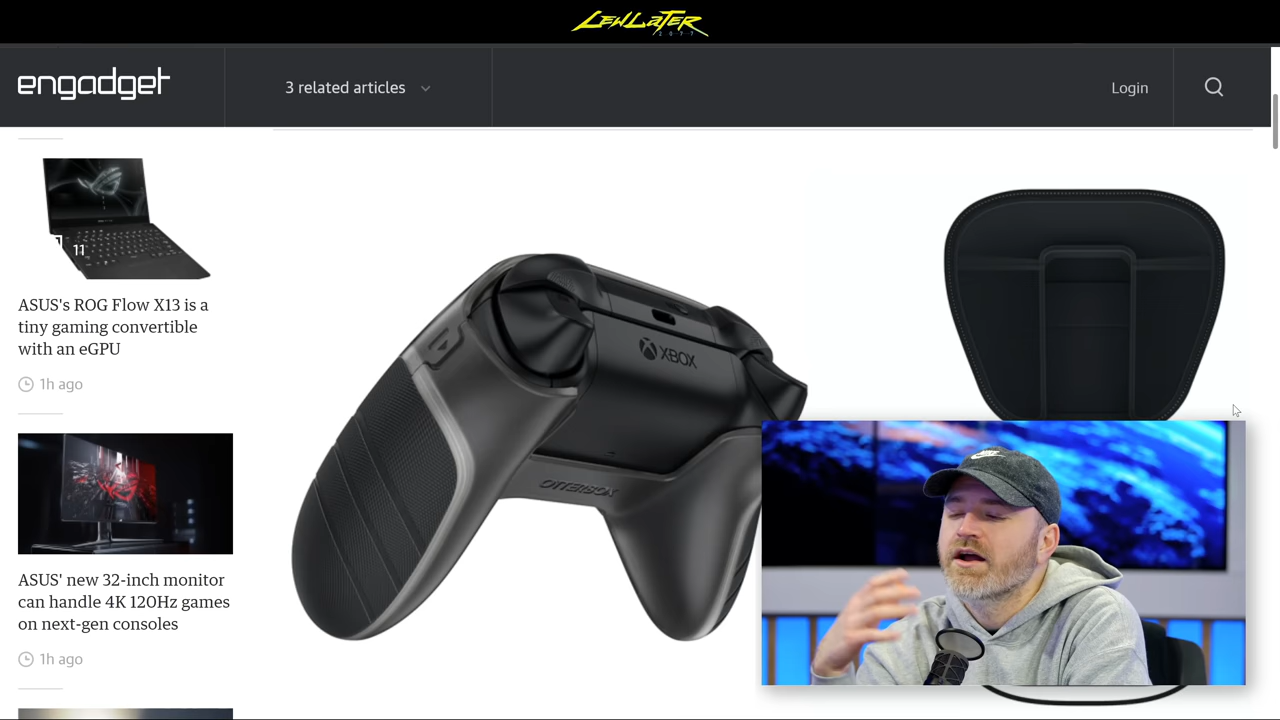 LEWLATER
2077
engadget
3 related articles
Login
11
ASUS's ROG Flow X13 is a
tiny gaming convertible
with an eGPU
1h ago
XBOX
OTTERBOX
ASUS' new 32-inch monitor
can handle 4K 120Hz games
on next-gen consoles
1h ago